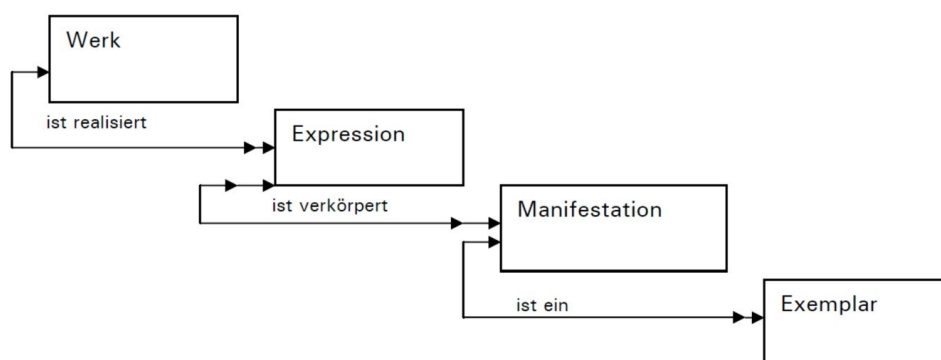 Werk
ist realisiert
Expression
ist verkörpert
Manifestation
ist ein
Exemplar